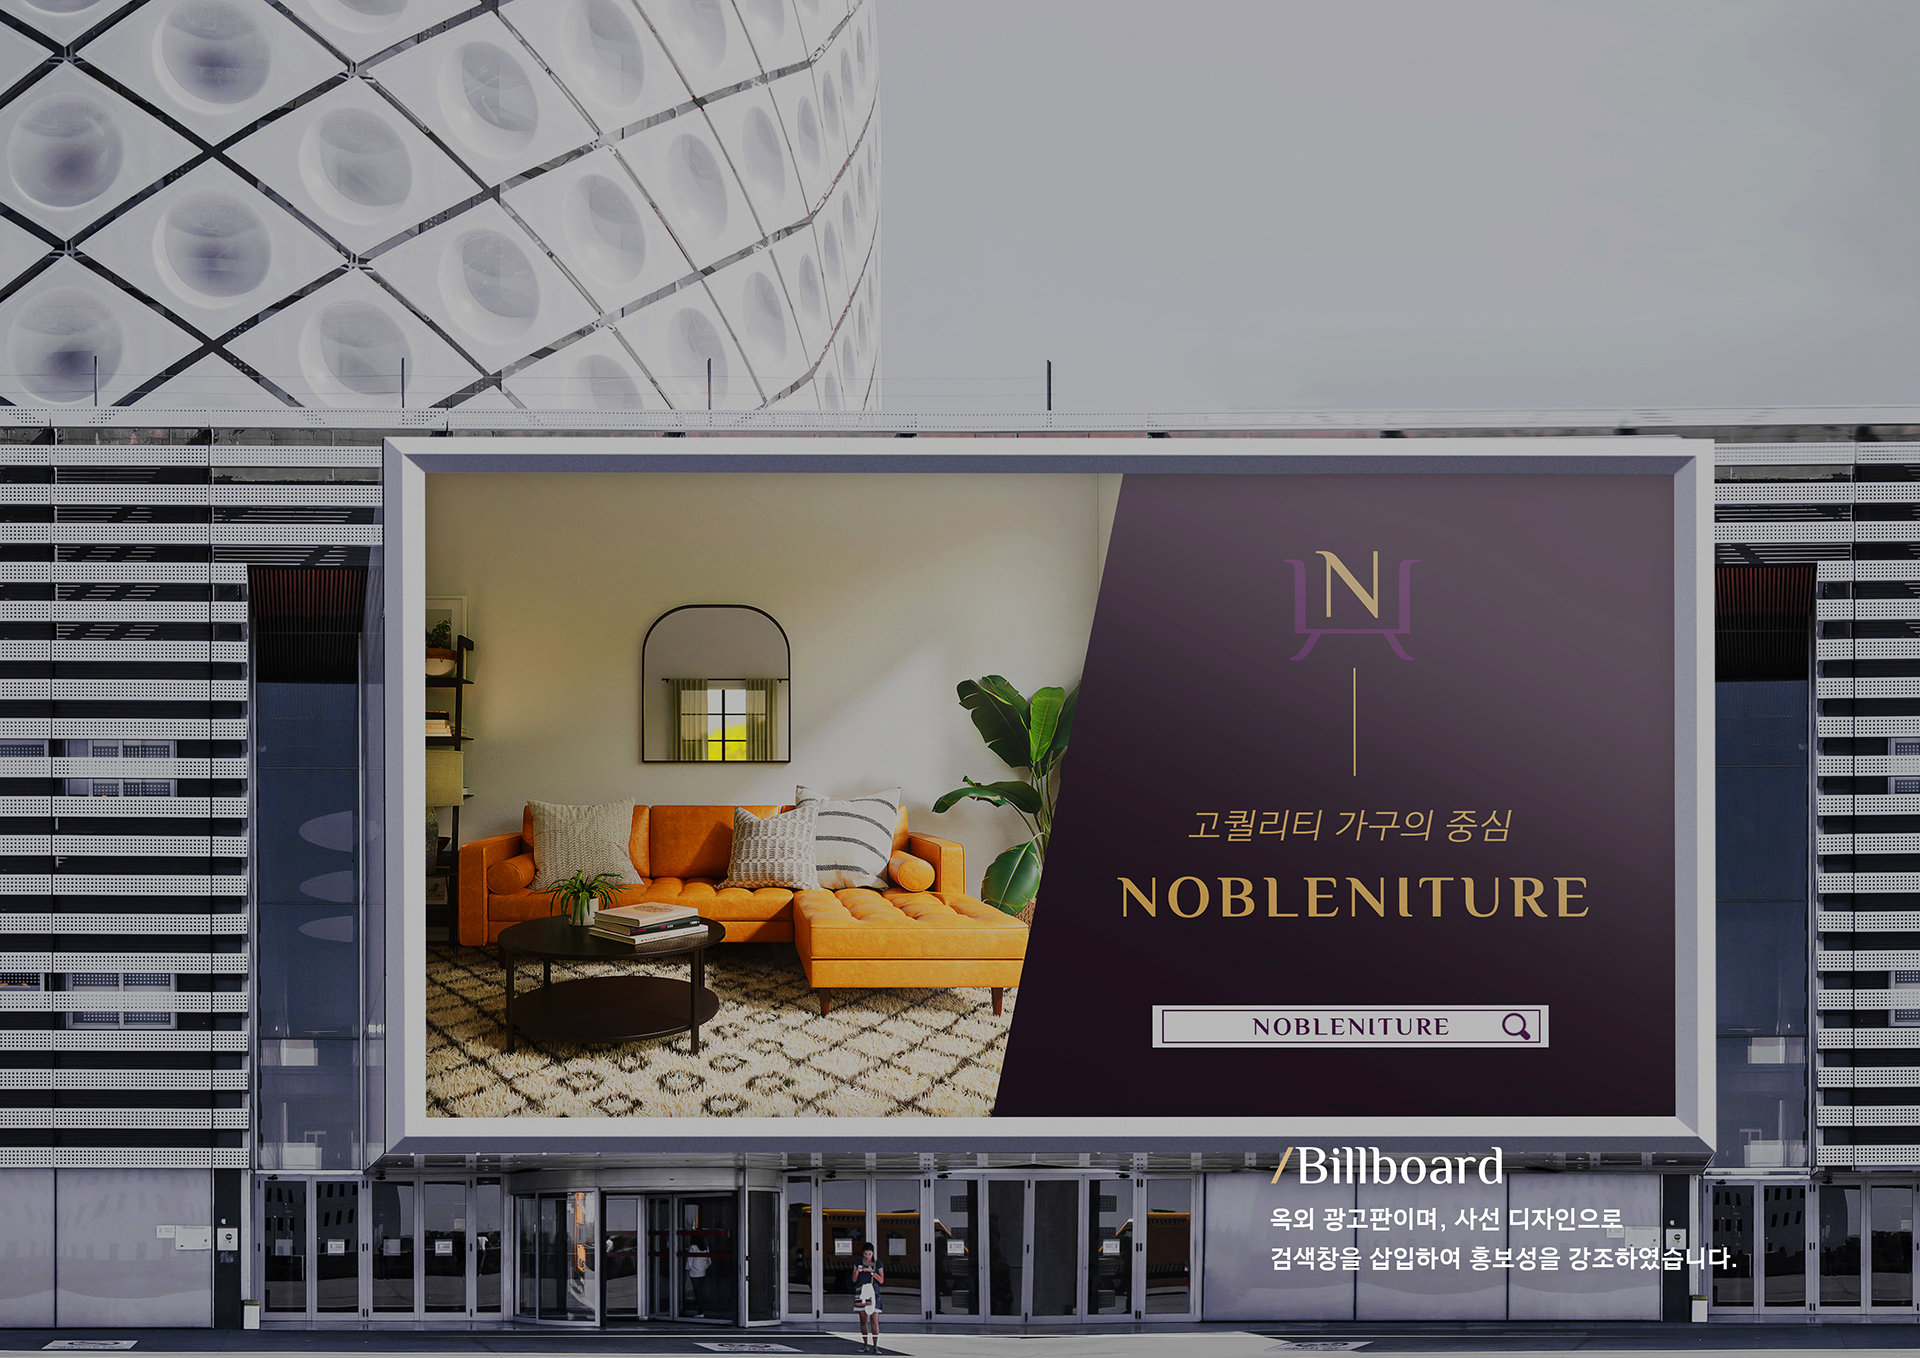 N
고퀄리티 가구의 중심
NOBLENITURE
NOBLENITURE
/Billboard
옥외 광고판이며, 사선 디자인으로
검색창을 삽입하여 홍보성을 강조하였습니다.